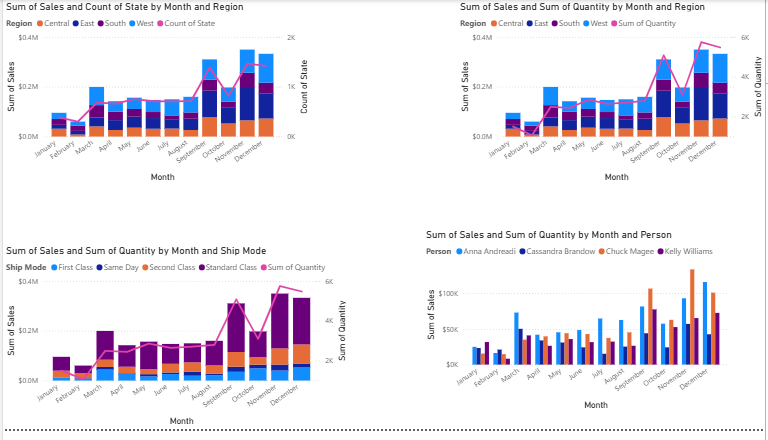 Sum of Sales and Count of State by Month and Region
Region Central East South West Count of State
$0.4M
$0.2M
$0.0M
2K
1K
0K
Sum of Sales
Count of State
January February March April May June July August September October November December
Month
Sum of Sales and Sum of Quantity by Month and Region
Region Central East South West Sum of Quantity
$0.4M
$0.2M
$0.0M
6K
4K
2K
Sum of Sales
Sum of Quantity
January February March April May June July August September October November December
Month
Sum of Sales and Sum of Quantity by Month and Ship Mode
Ship Mode First Class Same Day Second Class Standard Class Sum of Quantity
$0.4M
$0.2M
$0.0M
6K
4K
2K
Sum of Sales
Sum of Quantity
January February March April May June July August September October November December
Month
Sum of Sales and Sum of Quantity by Month and Person
Person Anna Andreadi Cassandra Brandow Chuck Magee Kelly Williams
$100K
$50K
$0K
Sum of Sales
January February March April May June July August September October November December
Month